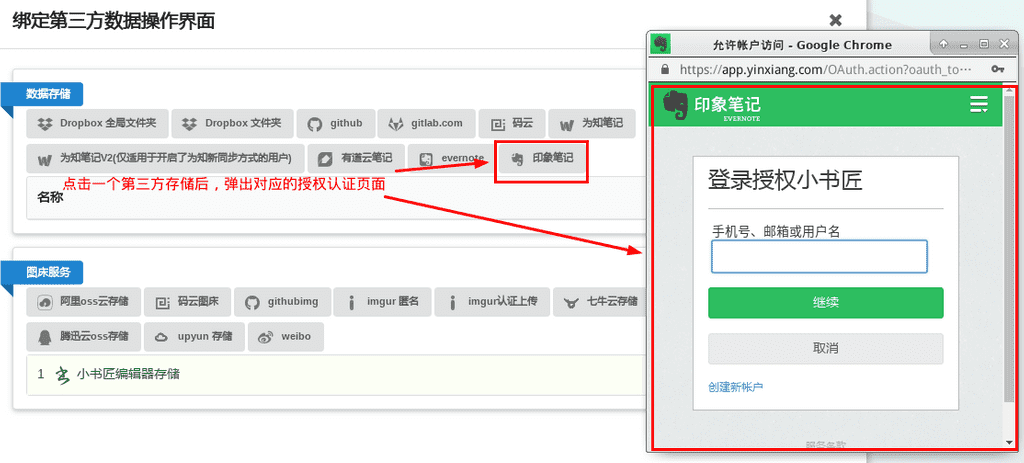 绑定第三方数据操作界面
数据存储
Dropbox 全局文件夹
Dropbox 文件夹
github
gitlab.com
码云
为知笔记
为知笔记V2(仅适用于开启了为知新同步方式的用户)
有道云笔记
evernote
印象笔记
点击一个第三方存储后，弹出对应的授权认证页面
名称
图床服务
阿里oss云存储
码云图床
githubimg
imgur 匿名
imgur认证上传
七牛云存储
腾迅云oss存储
upyun 存储
weibo
1 小书匠编辑器存储
允许帐户访问 - Google Chrome
https://app.yinxiang.com/OAuth.action?oauth_to…
印象笔记
EVERNOTE
登录授权小书匠
手机号、邮箱或用户名
继续
取消
创建新帐户
服务条款